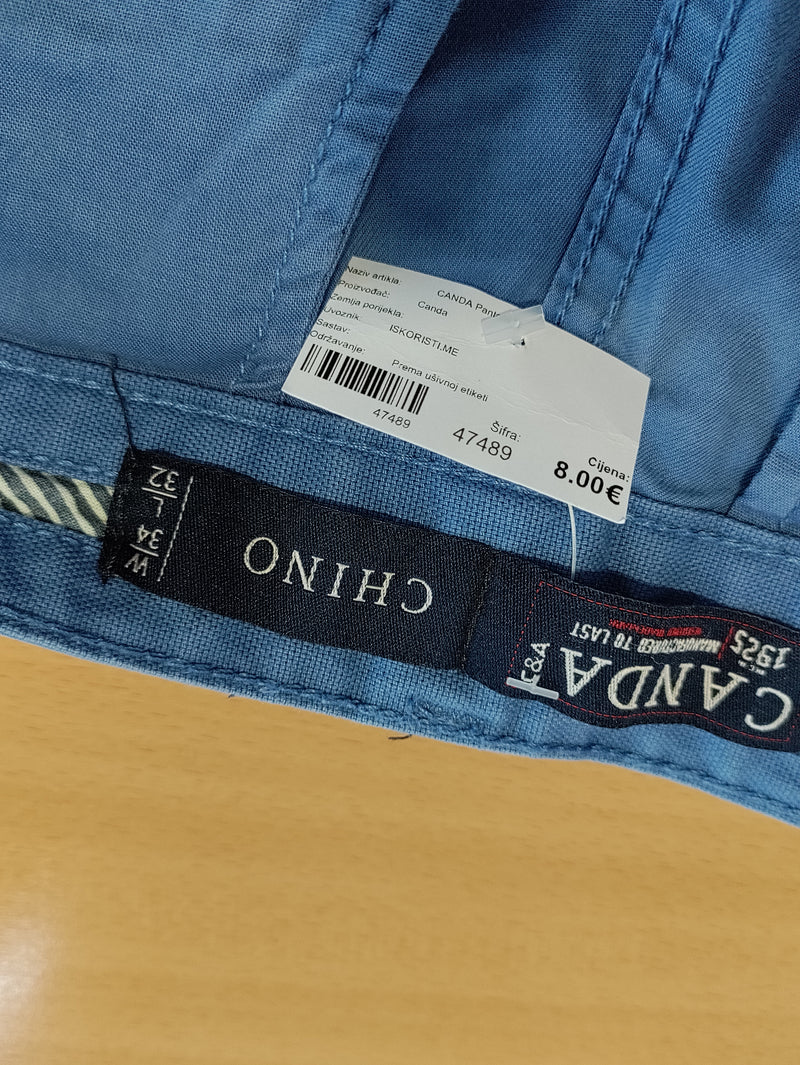 Naziv artikla: CANDA
Proizvođač: Canda
Zemlja porijekla:
Uvoznik: ISKORISTI.ME
Sastav:
Održavanje: Prema ušivnoj etiketi
47489
Šifra:
47489
Cijena:
8.00€
CHINO
W L
34 32
CANDA
C&A
1925
MANUFACTURED TO LAST